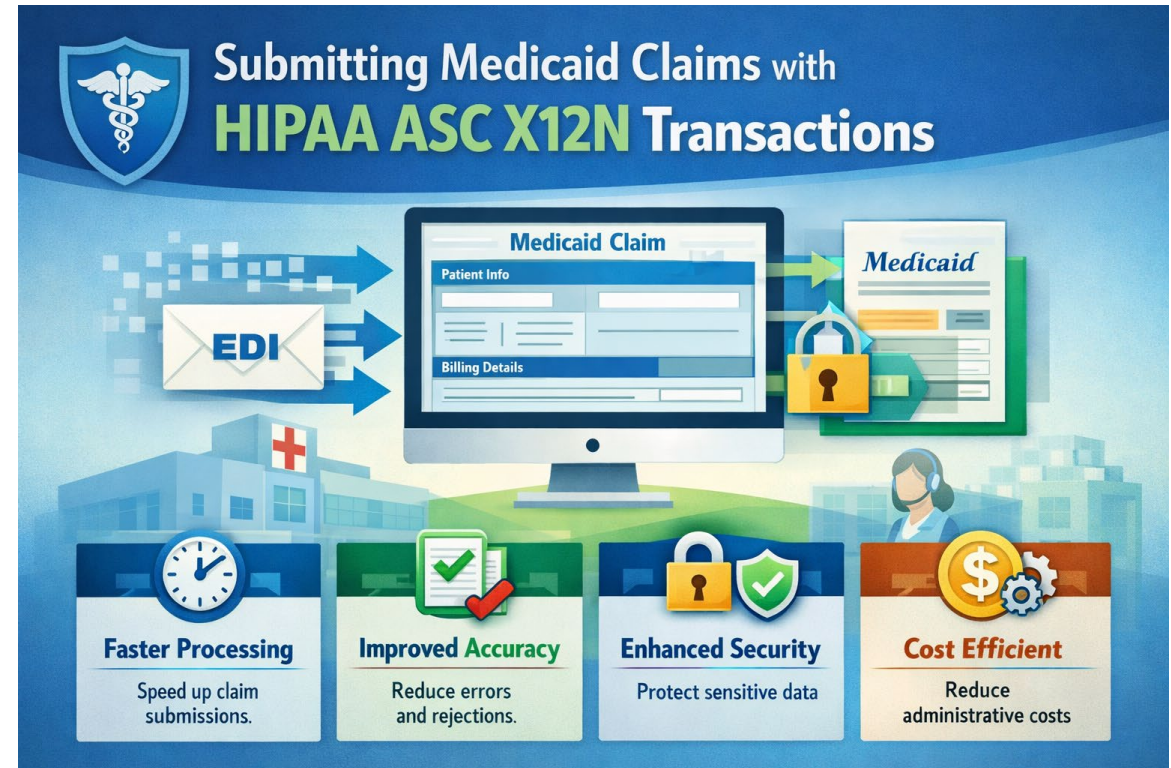 Submitting Medicaid Claims with
HIPAA ASC X12N Transactions
EDI
Medicaid Claim
Patient Info
Billing Details
Medicaid
Faster Processing
Speed up claim
submissions.
Improved Accuracy
Reduce errors
and rejections.
Enhanced Security
Protect sensitive data
$
Cost Efficient
Reduce
administrative costs